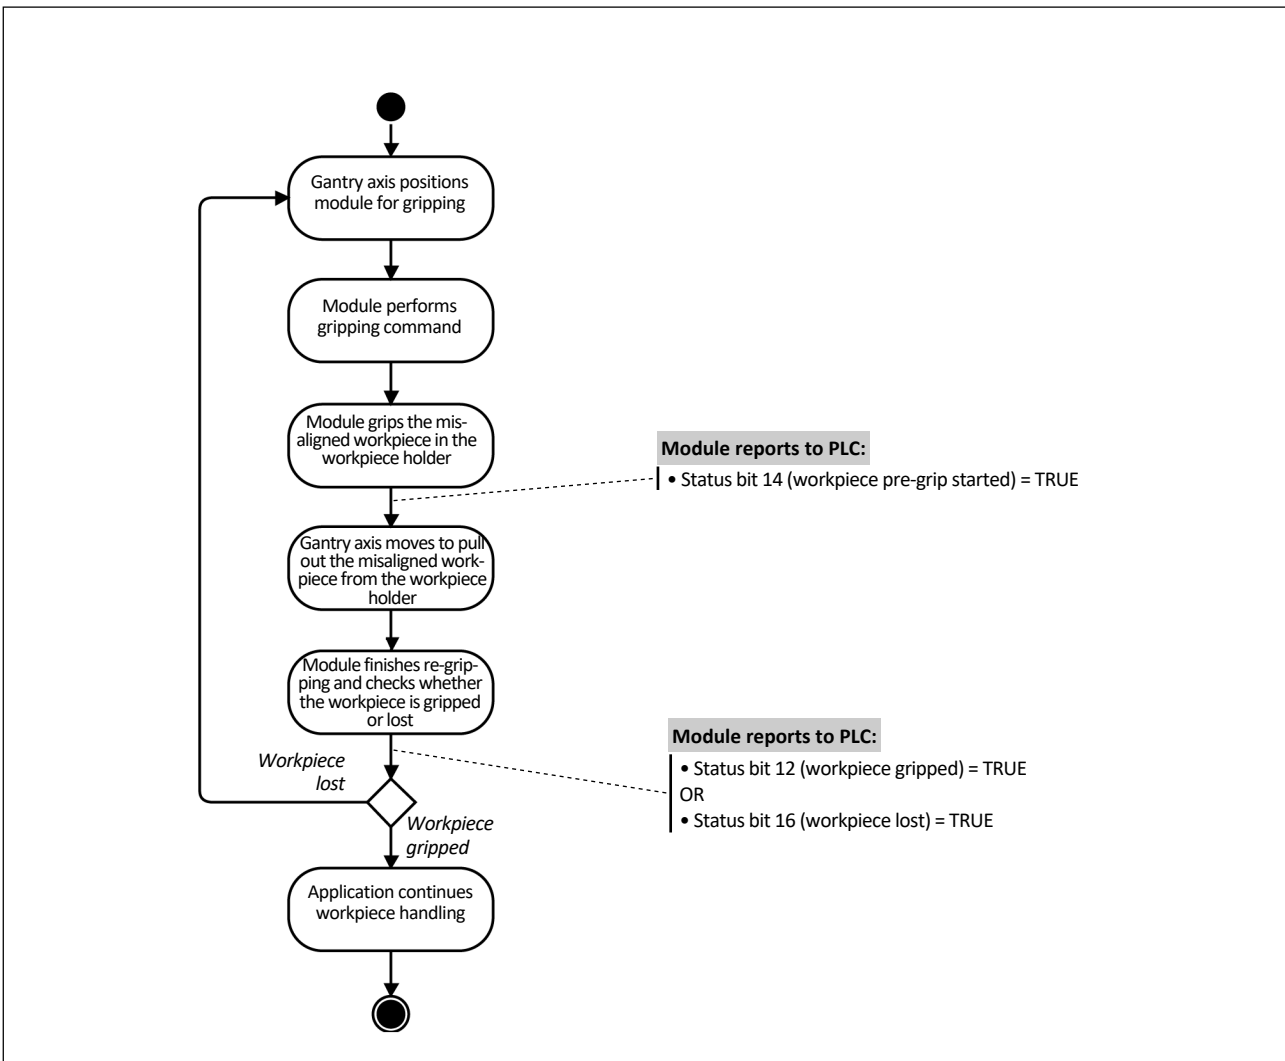 Gantry axis positions
module for gripping
Module performs
gripping command
Module grips the mis-
aligned workpiece in the
workpiece holder
Module reports to PLC:
• Status bit 14 (workpiece pre-grip started) = TRUE
Gantry axis moves to pull
out the misaligned work-
piece from the workpiece
holder
Module finishes re-grip-
ping and checks whether
the workpiece is gripped
or lost
Module reports to PLC:
• Status bit 12 (workpiece gripped) = TRUE
OR
• Status bit 16 (workpiece lost) = TRUE
Workpiece
lost
Workpiece
gripped
Application continues
workpiece handling